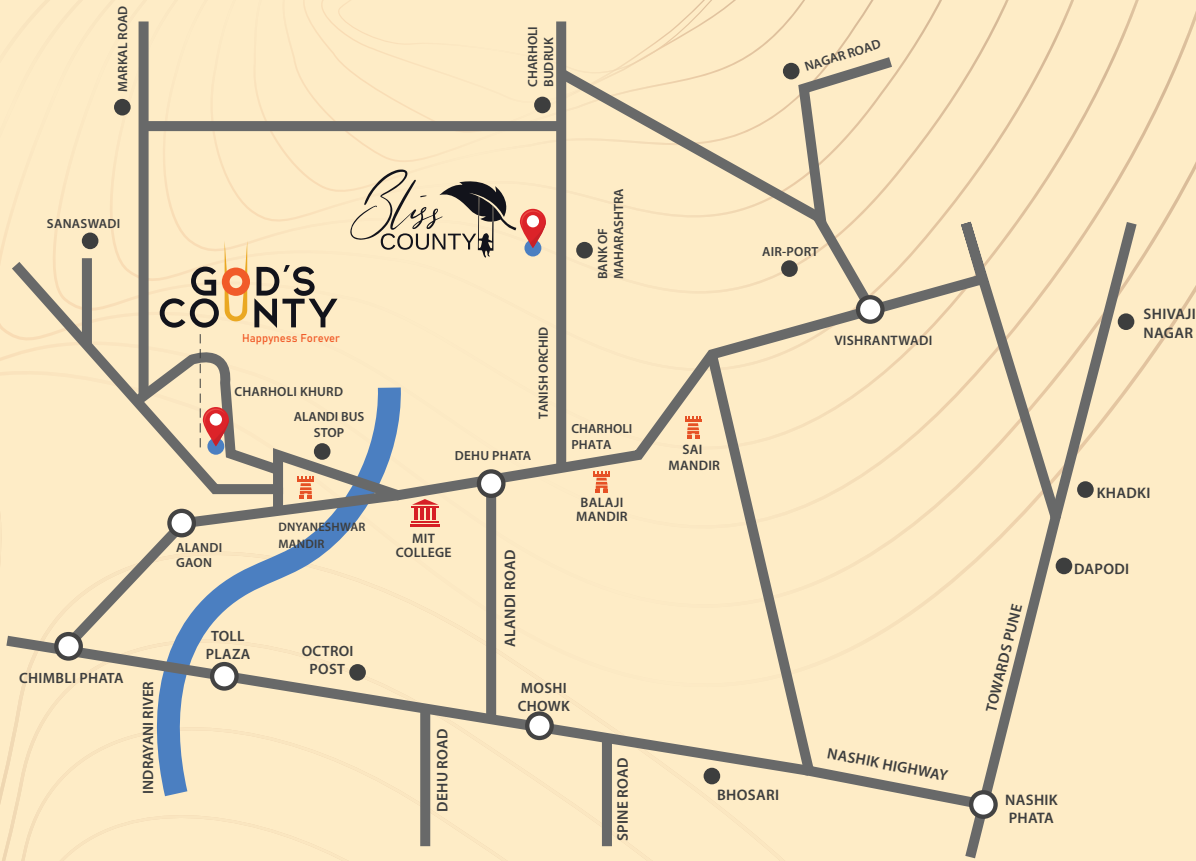 MARKAL ROAD
CHARHOLI
BUDRUK
NAGAR ROAD
SANASWADI
Bliss
COUNTY
BANK OF
MAHARASHTRA
AIR-PORT
GOD'S
COUNTY
Happyness Forever
SHIVAJI
NAGAR
VISHRANTWADI
TANISH ORCHID
CHARHOLI KHURD
ALANDI BUS
STOP
CHARHOLI
PHATA
SAI
MANDIR
DEHU PHATA
BALAJI
MANDIR
KHADKI
DNYANESHWAR
MANDIR
MIT
COLLEGE
ALANDI
GAON
DAPODI
ALANDI ROAD
TOWARDS PUNE
TOLL
PLAZA
OCTROI
POST
CHIMBLI PHATA
MOSHI
CHOWK
INDRAYANI RIVER
DEHU ROAD
SPINE ROAD
NASHIK HIGHWAY
BHOSARI
NASHIK
PHATA